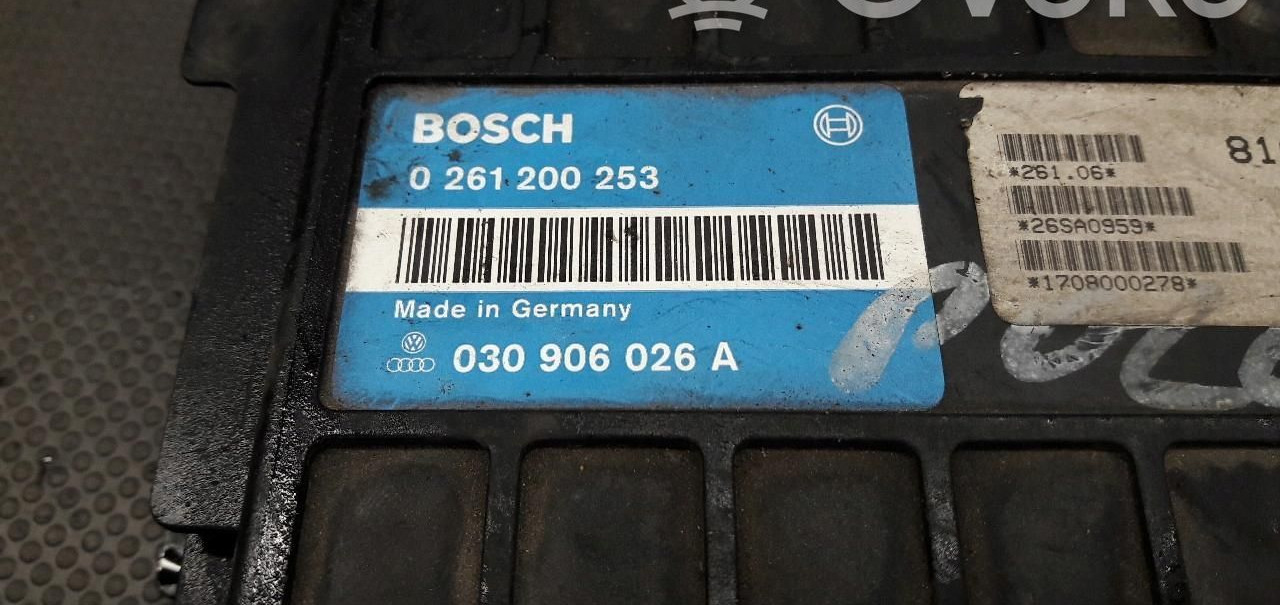 BOSCH
0 261 200 253
Made in Germany
030 906 026 A
*261.06*
*26SA0959*
*1708000278*